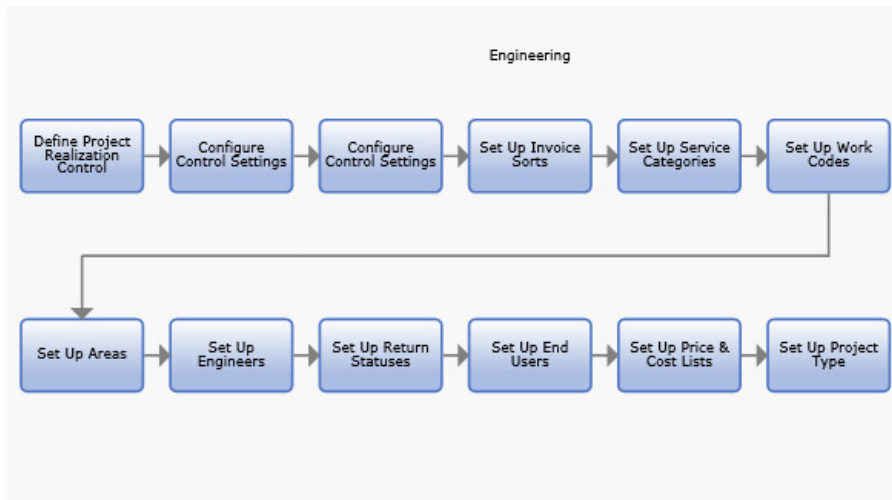 Engineering
Define Project
Realization
Control
Configure
Control Settings
Configure
Control Settings
Set Up Invoice
Sorts
Set Up Service
Categories
Set Up Work
Codes
Set Up Areas
Set Up
Engineers
Set Up Return
Statuses
Set Up End
Users
Set Up Price &
Cost Lists
Set Up Project
Type